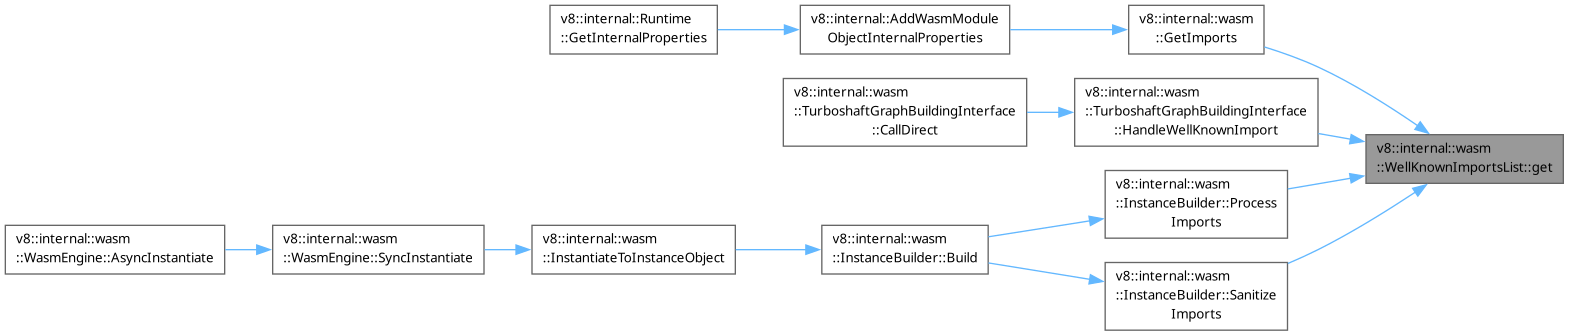 v8::internal::Runtime
::GetInternalProperties
v8::internal::AddWasmModule
ObjectInternalProperties
v8::internal::wasm
::GetImports
v8::internal::wasm
::TurboshaftGraphBuildingInterface
::CallDirect
v8::internal::wasm
::TurboshaftGraphBuildingInterface
::HandleWellKnownImport
v8::internal::wasm
::WellKnownImportsList::get
v8::internal::wasm
::InstanceBuilder::Process
Imports
v8::internal::wasm
::WasmEngine::AsyncInstantiate
v8::internal::wasm
::WasmEngine::SyncInstantiate
v8::internal::wasm
::InstantiateToInstanceObject
v8::internal::wasm
::InstanceBuilder::Build
v8::internal::wasm
::InstanceBuilder::Sanitize
Imports